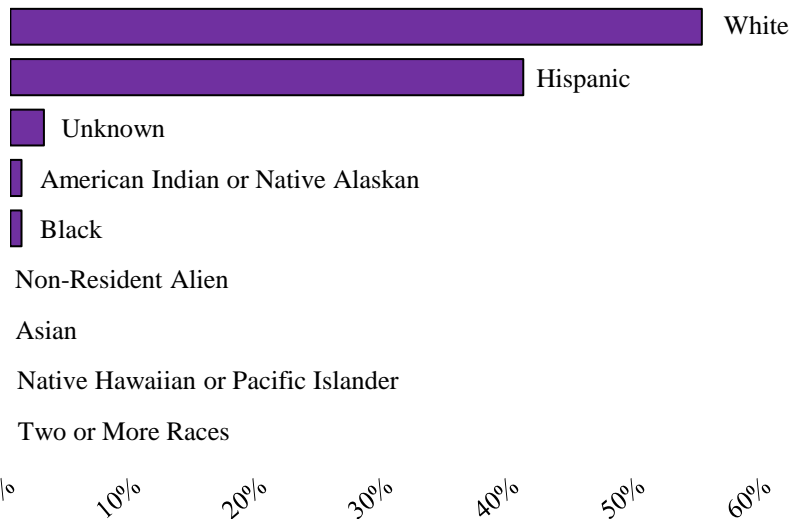 White
Hispanic
Unknown
American Indian or Native Alaskan
Black
Non-Resident Alien
Asian
Native Hawaiian or Pacific Islander
Two or More Races
% 10% 20% 30% 40% 50% 60%